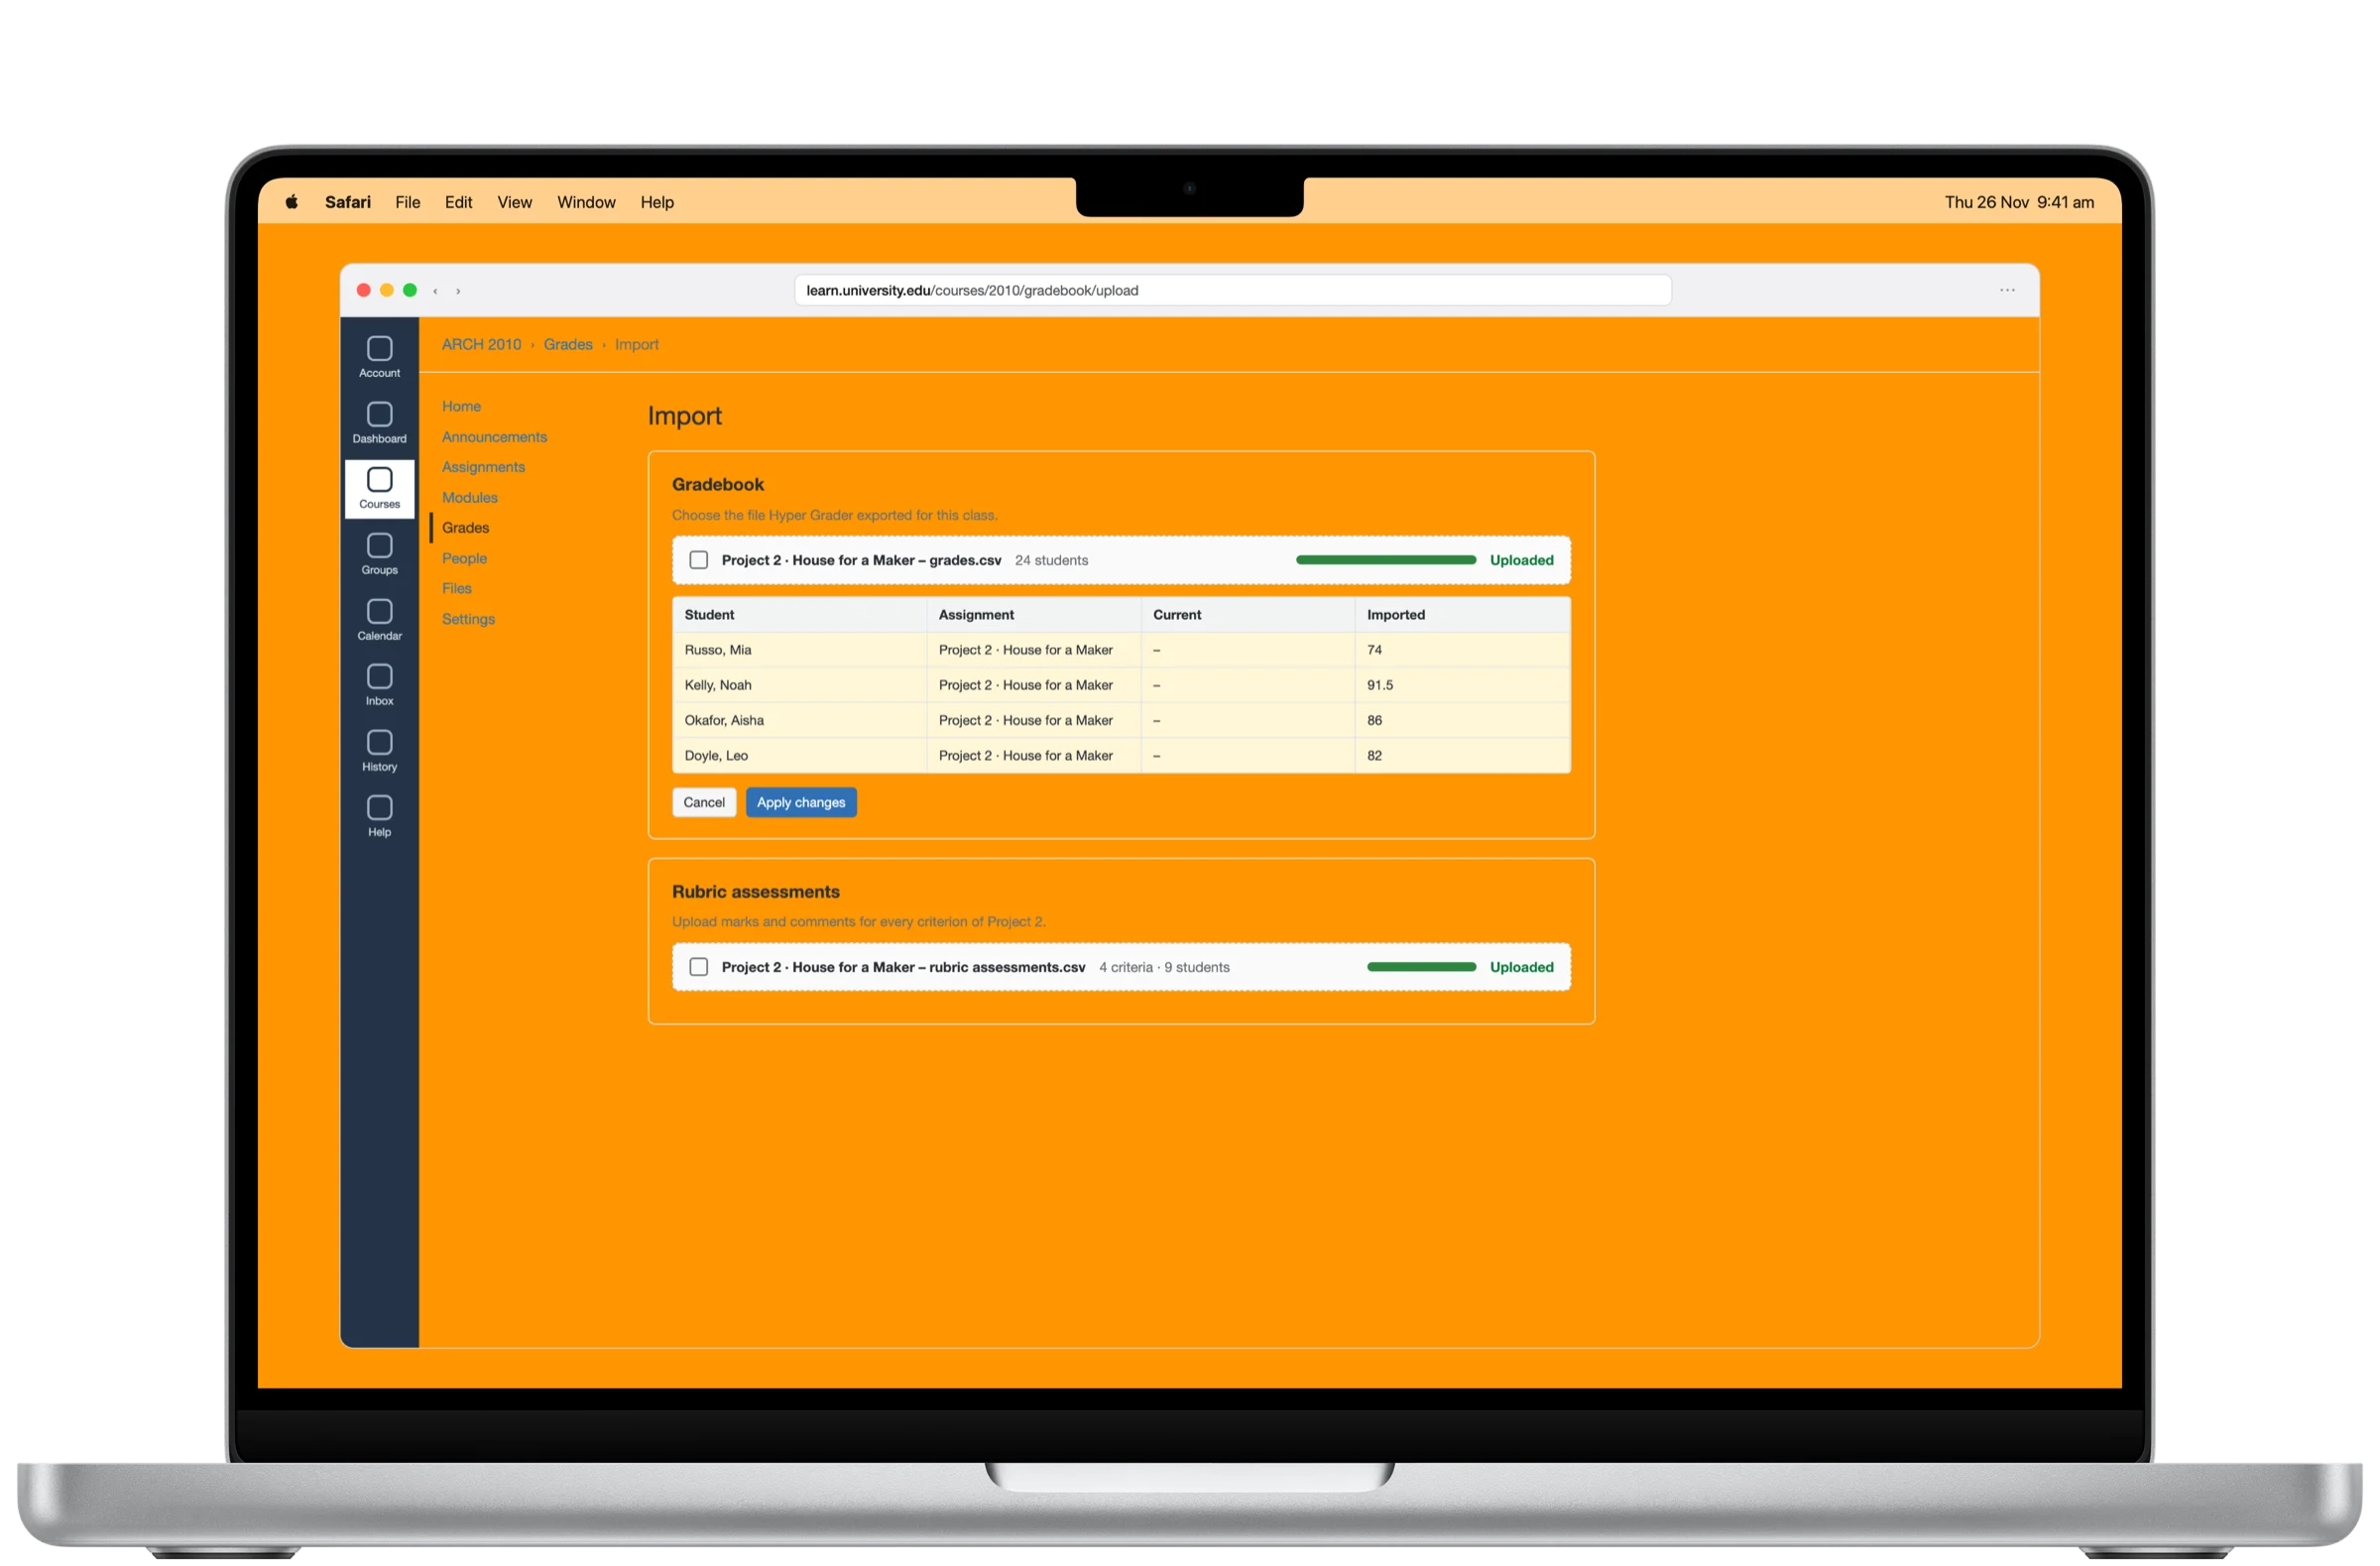 Safari File Edit View Window Help
Thu 26 Nov 9:41 am
learn.university.edu/courses/2010/gradebook/upload
Account
Dashboard
Courses
Groups
Calendar
Inbox
History
Help
ARCH 2010 › Grades › Import
Home
Announcements
Assignments
Modules
Grades
People
Files
Settings
Import
Gradebook
Choose the file Hyper Grader exported for this class.
Project 2 · House for a Maker – grades.csv 24 students Uploaded
Student Assignment Current Imported
Russo, Mia Project 2 · House for a Maker – 74
Kelly, Noah Project 2 · House for a Maker – 91.5
Okafor, Aisha Project 2 · House for a Maker – 86
Doyle, Leo Project 2 · House for a Maker – 82
Cancel Apply changes
Rubric assessments
Upload marks and comments for every criterion of Project 2.
Project 2 · House for a Maker – rubric assessments.csv 4 criteria · 9 students Uploaded